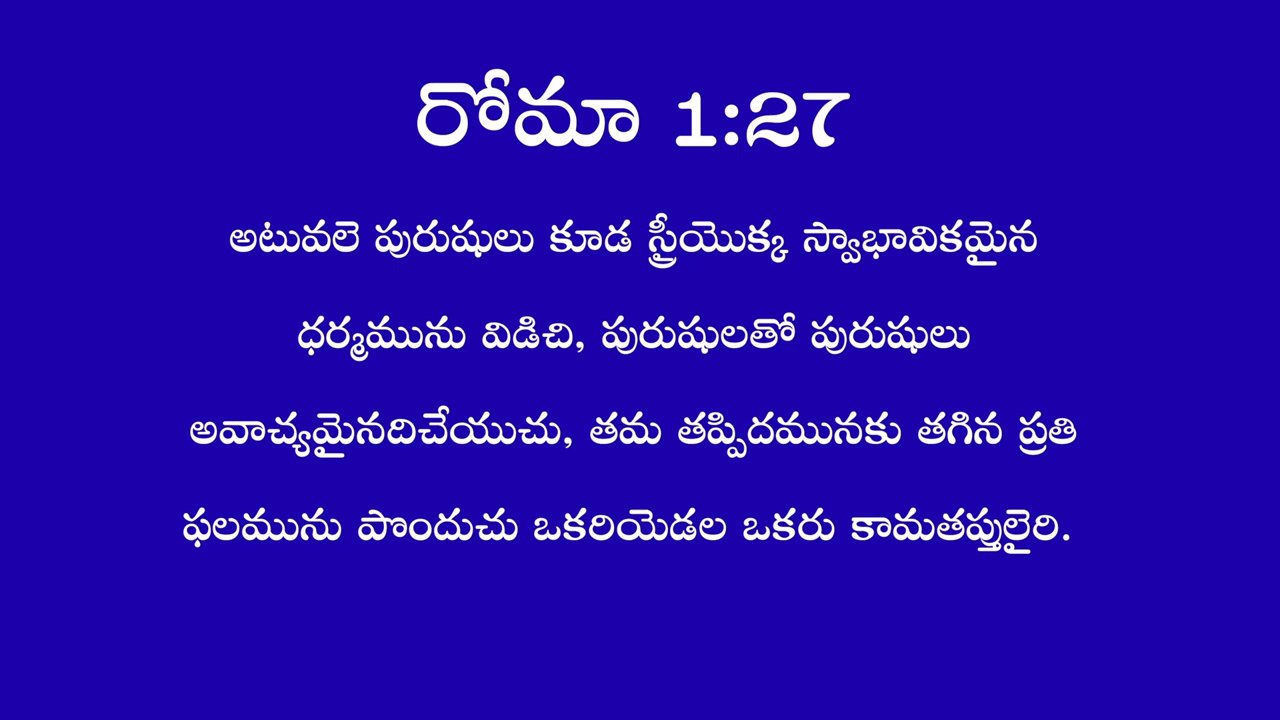 రోమా 1:27
అటువలె పురుషులు కూడ స్త్రీయొక్క స్వాభావికమైన
ధర్మమును విడిచి, పురుషులతో పురుషులు
అవాచ్యమైనదిచేయుచు, తమ తప్పిదమునకు తగిన ప్రతి
ఫలమును పొందుచు ఒకరియెడల ఒకరు కామతప్తులైరి.